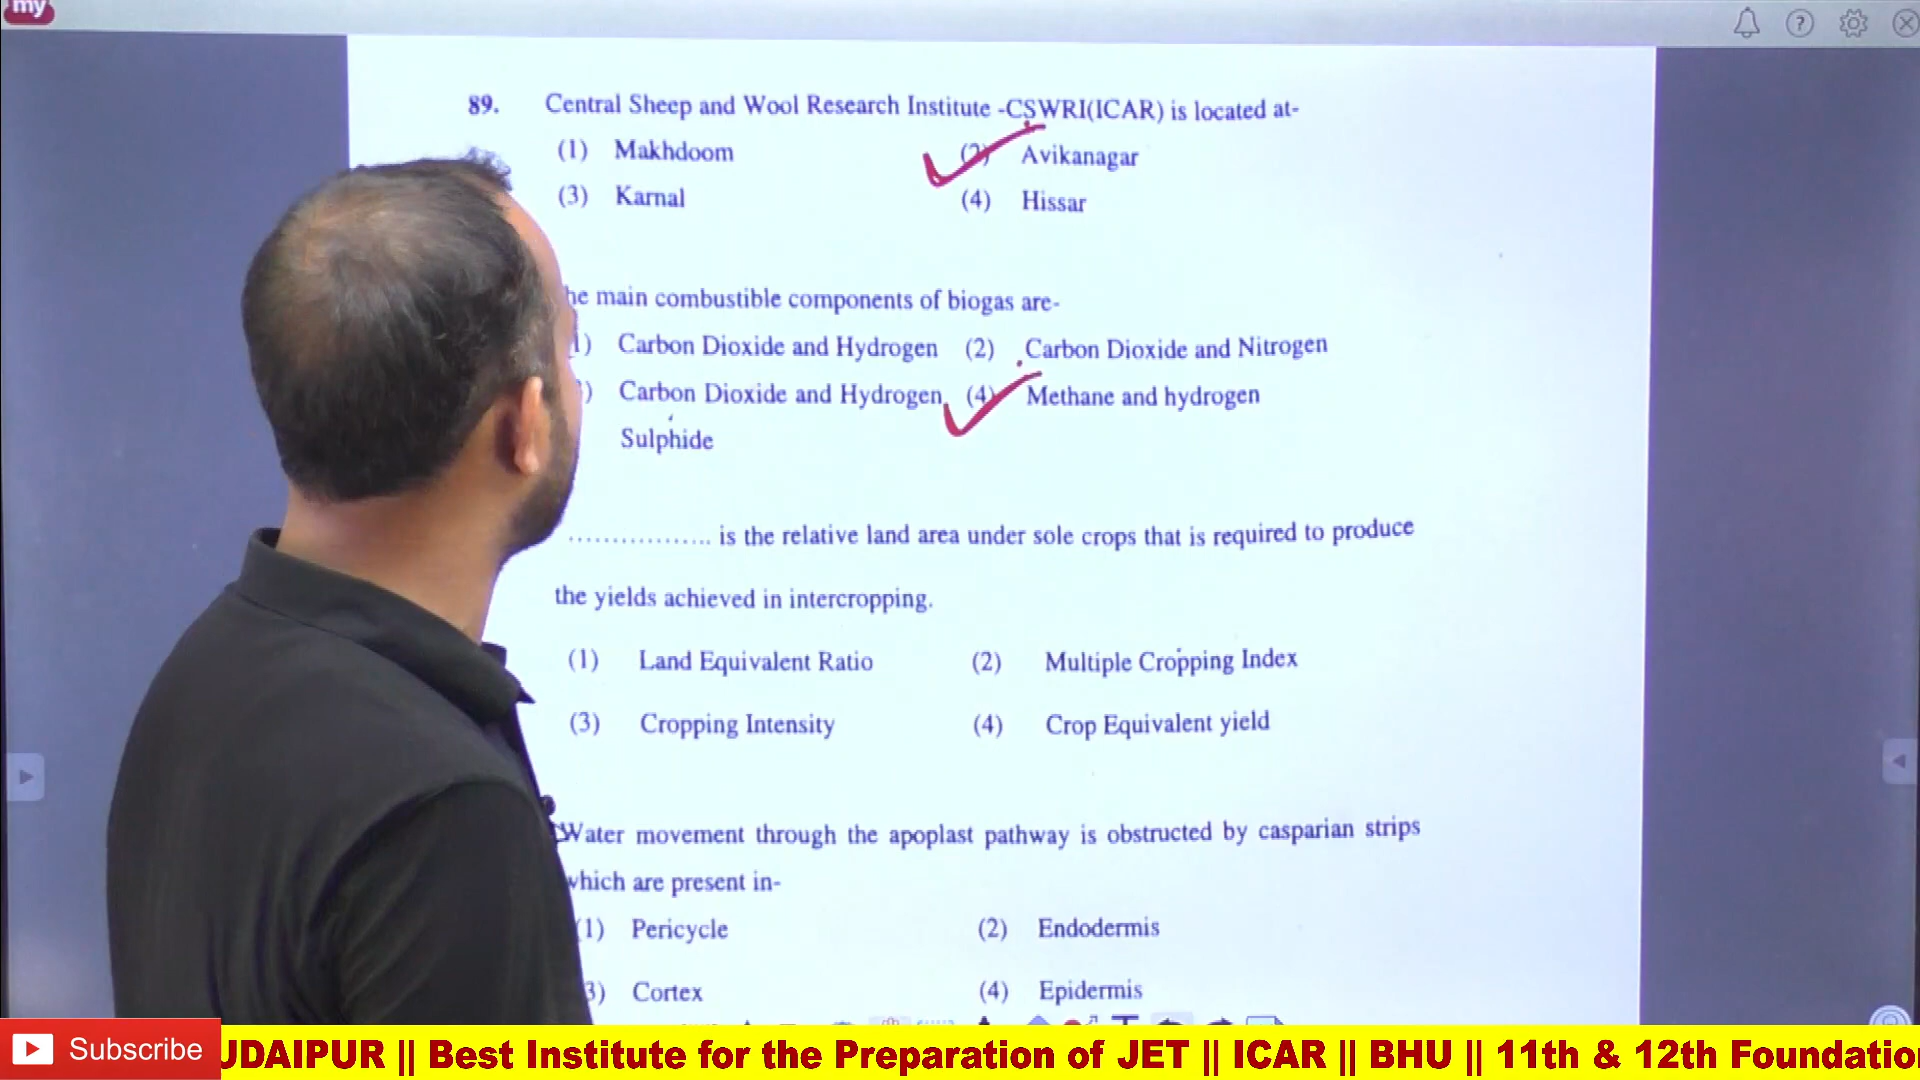 my
89. Central Sheep and Wool Research Institute -CSWRI(ICAR) is located at-
(1) Makhdoom (2) Avikanagar
(3) Karnal (4) Hissar
he main combustible components of biogas are-
1) Carbon Dioxide and Hydrogen (2) Carbon Dioxide and Nitrogen
) Carbon Dioxide and Hydrogen (4) Methane and hydrogen
Sulphide
................. is the relative land area under sole crops that is required to produce
the yields achieved in intercropping.
(1) Land Equivalent Ratio (2) Multiple Cropping Index
(3) Cropping Intensity (4) Crop Equivalent yield
Water movement through the apoplast pathway is obstructed by casparian strips
which are present in-
(1) Pericycle (2) Endodermis
3) Cortex (4) Epidermis
Subscribe UDAIPUR || Best Institute for the Preparation of JET || ICAR || BHU || 11th & 12th Foundatio